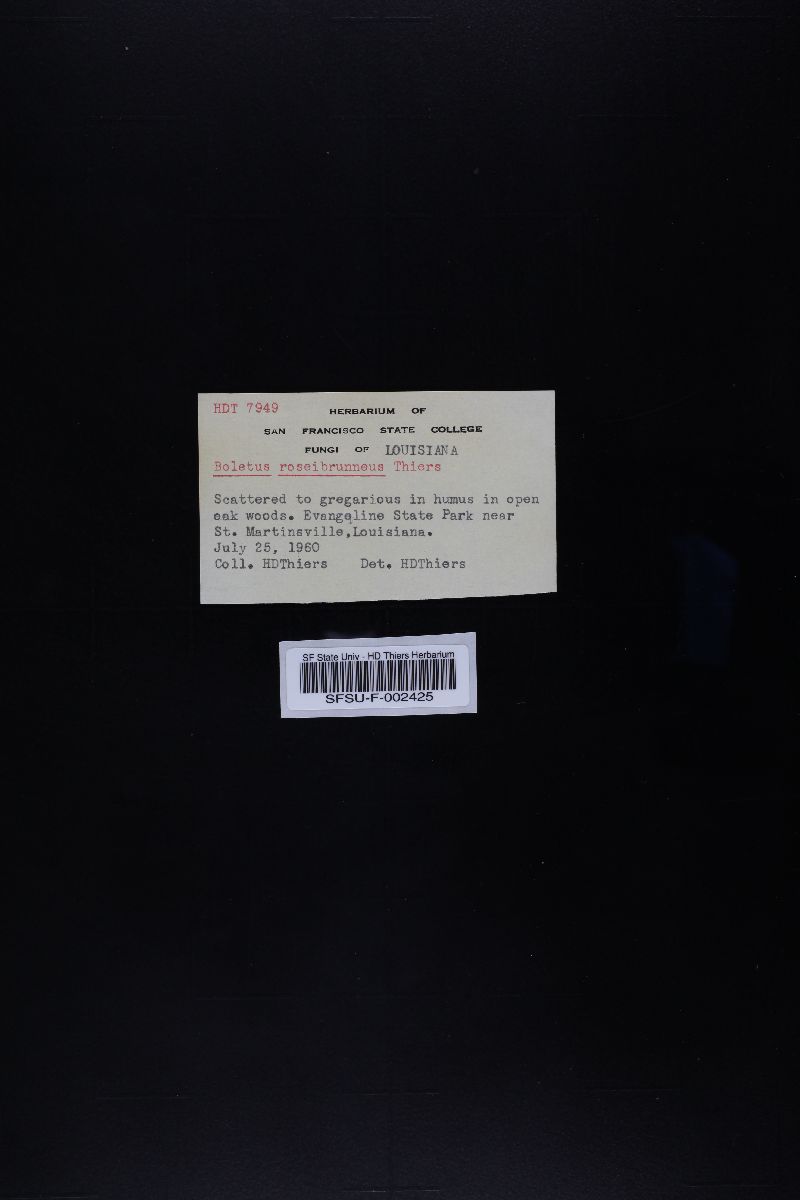 HDT 7949 HERBARIUM OF
SAN FRANCISCO STATE COLLEGE
FUNGI OF LOUISIANA
Boletus roseibrunneus Thiers
Scattered to gregarious in humus in open
oak woods. Evangeline State Park near
St. Martinsville,Louisiana.
July 25, 1960
Coll. HDThiers Det. HDThiers
SF State Univ - HD Thiers Herbarium
SFSU-F-002425